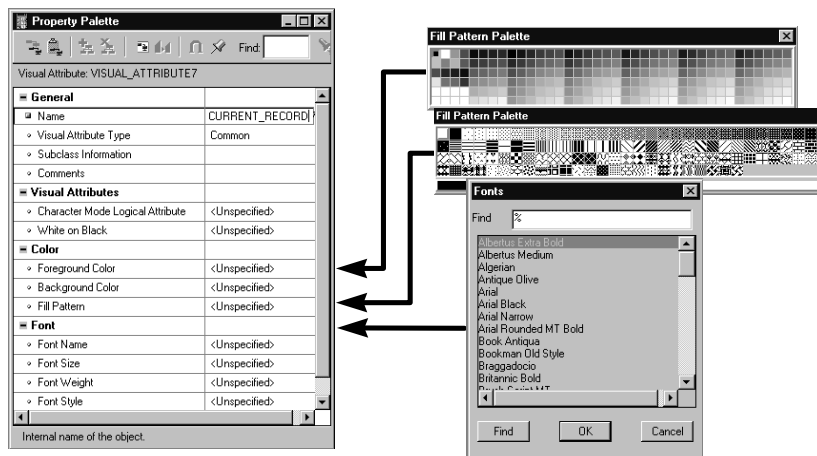 Property Palette
Find:
Visual Attribute: VISUAL_ATTRIBUTE7
General
Name CURRENT_RECORD
Visual Attribute Type Common
Subclass Information
Comments
Visual Attributes
Character Mode Logical Attribute <Unspecified>
White on Black <Unspecified>
Color
Foreground Color <Unspecified>
Background Color <Unspecified>
Fill Pattern <Unspecified>
Font
Font Name <Unspecified>
Font Size <Unspecified>
Font Weight <Unspecified>
Font Style <Unspecified>
Internal name of the object.
Fill Pattern Palette
Fill Pattern Palette
Fonts
Find %
Albertus Extra Bold
Albertus Medium
Algerian
Antique Olive
Arial
Arial Black
Arial Narrow
Arial Rounded MT Bold
Book Antiqua
Bookman Old Style
Braggadocio
Britannic Bold
Brush Script MT
Find OK Cancel